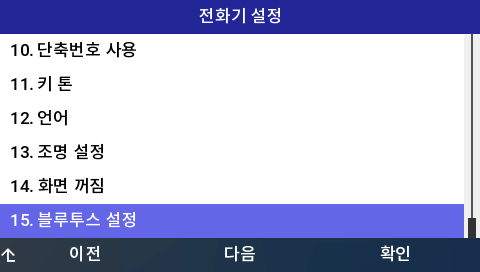 전화기 설정
10. 단축번호 사용
11. 키 톤
12. 언어
13. 조명 설정
14. 화면 꺼짐
15. 블루투스 설정
이전 다음 확인